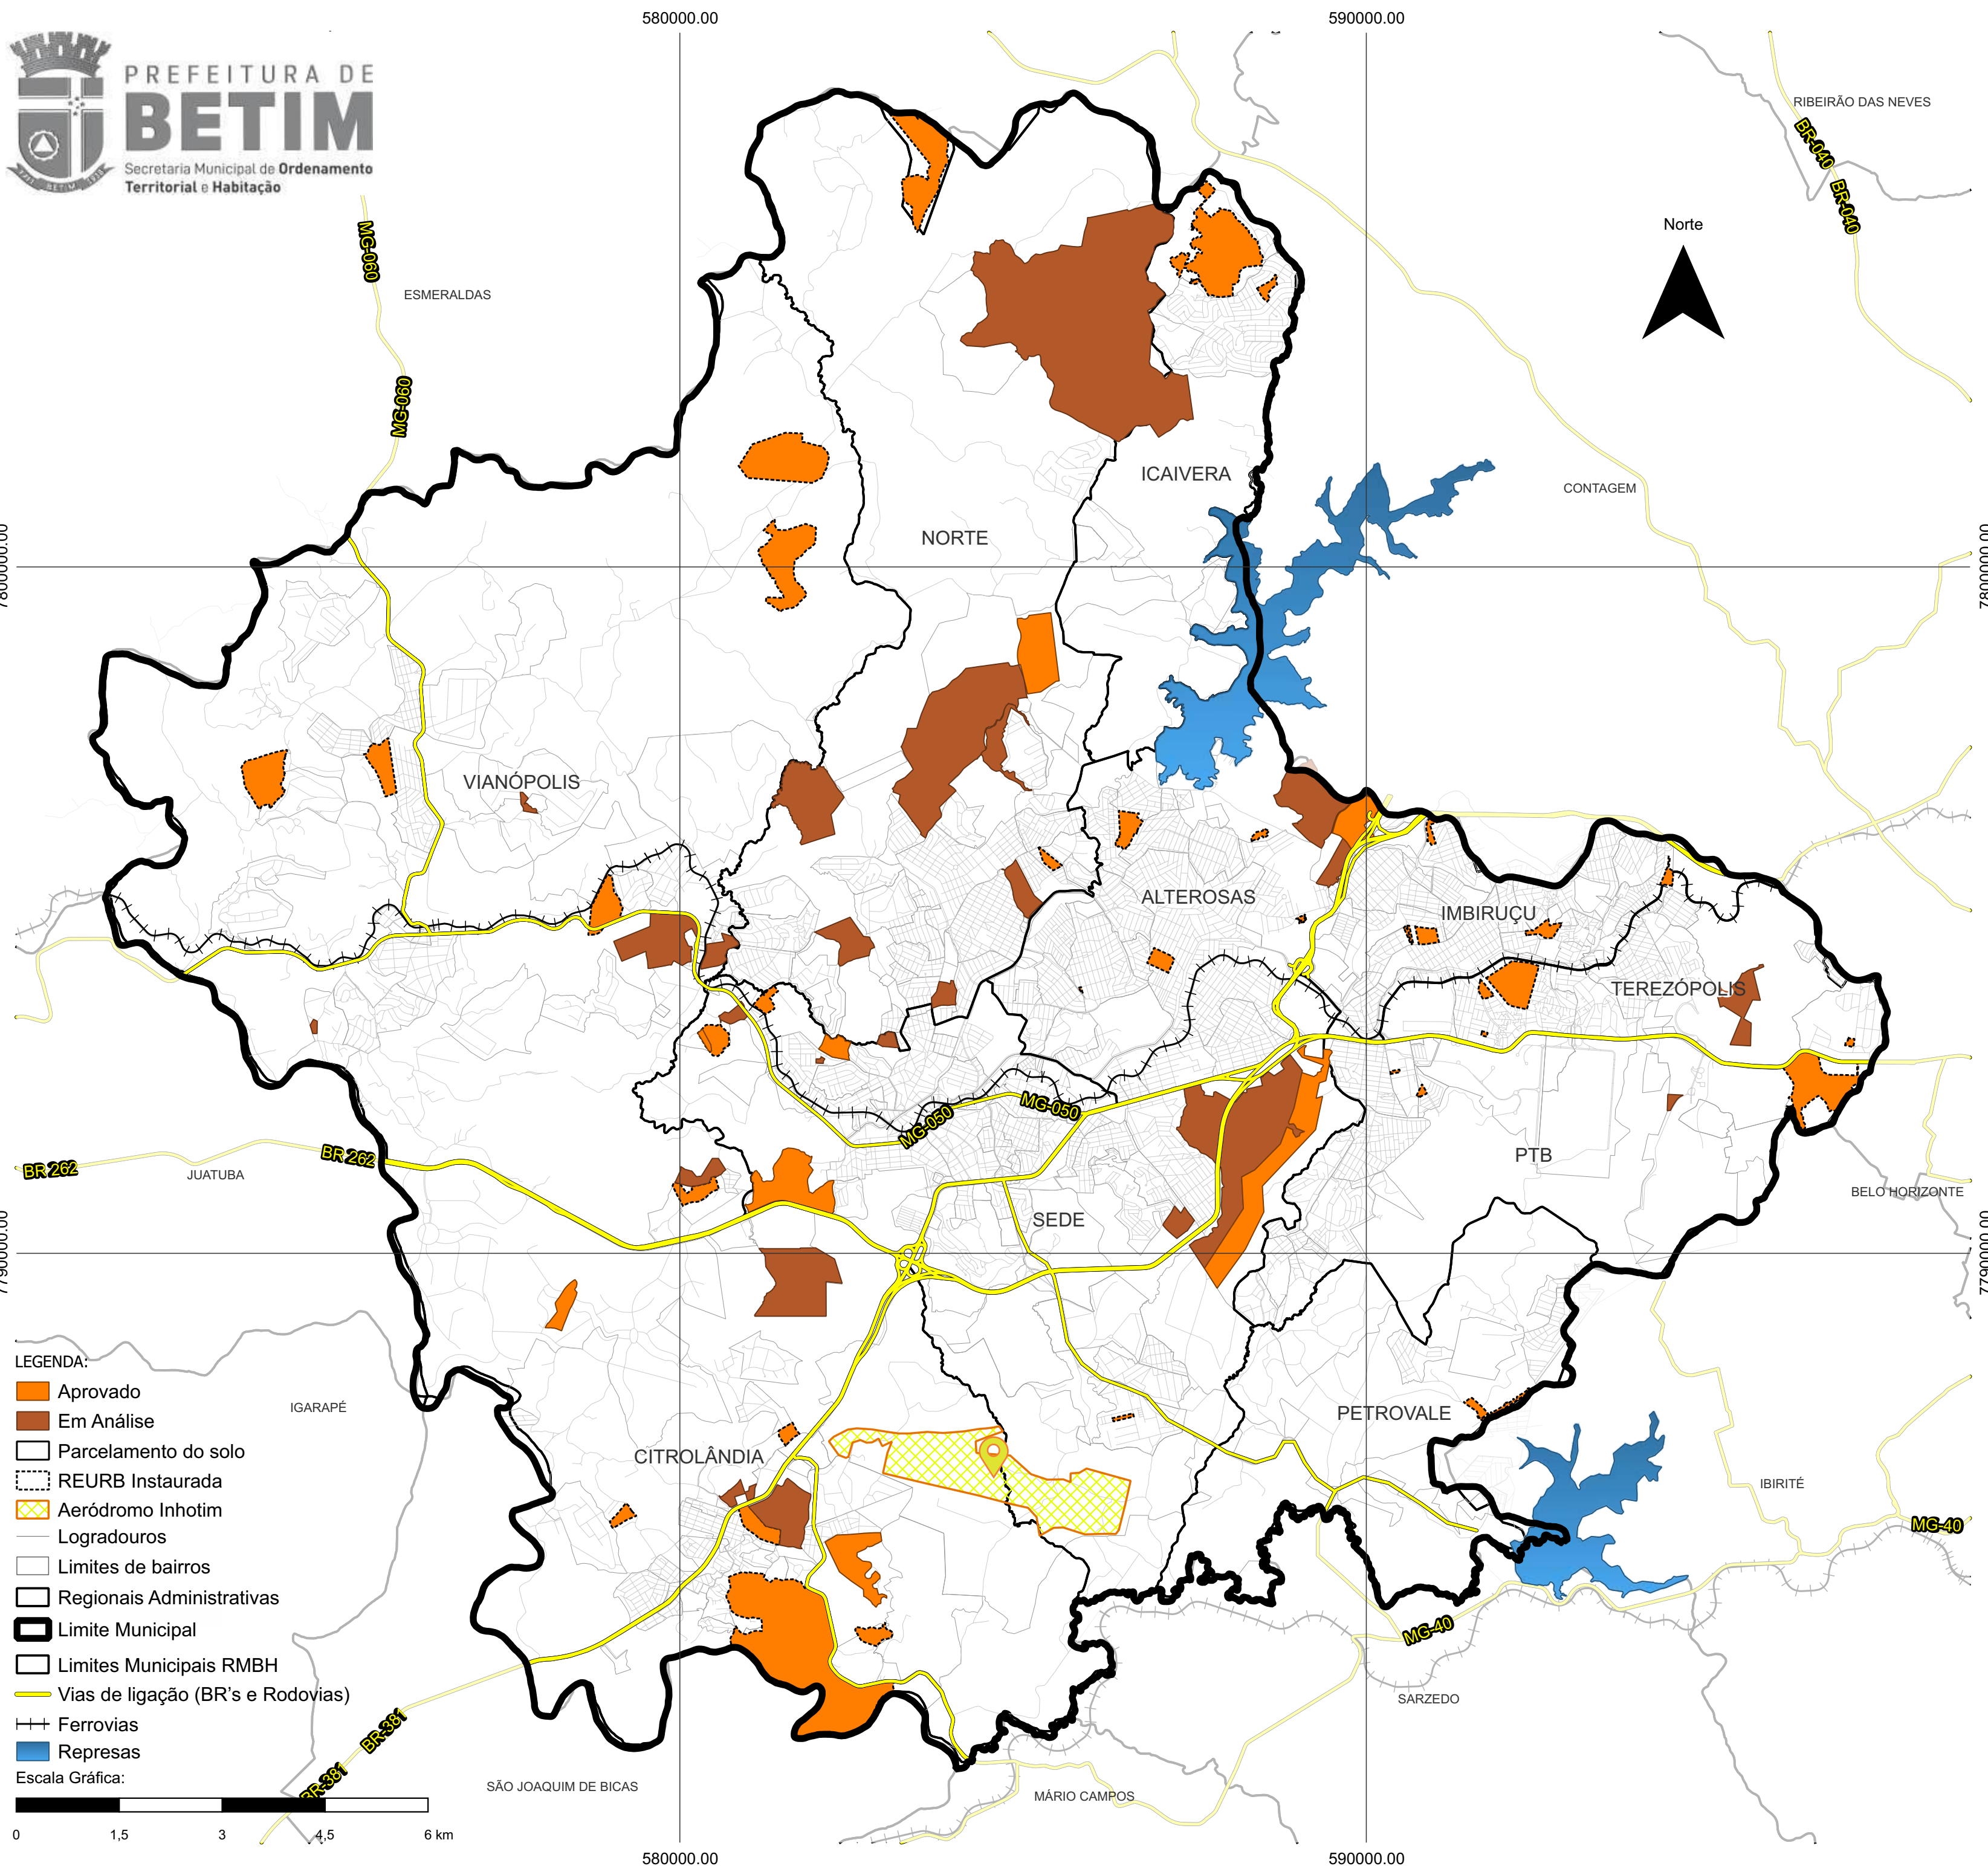 580000.00
590000.00
PREFEITURA DE
BETIM
Secretaria Municipal de Ordenamento
Territorial e Habitação
RIBEIRÃO DAS NEVES
BR-040
BR-040
Norte
MG-060
ESMERALDAS
MG-060
ICAIVERA
CONTAGEM
NORTE
7800000.00
7800000.00
VIANÓPOLIS
ALTEROSAS
IMBIRUÇU
TEREZÓPOLIS
MG-050
MG-050
BR 262
BR 262
JUATUBA
PTB
BELO HORIZONTE
SEDE
7790000.00
7790000.00
IGARAPÉ
PETROVALE
CITROLÂNDIA
IBIRITÉ
MG-40
MG-40
SARZEDO
BR-381
BR-381
SÃO JOAQUIM DE BICAS
MÁRIO CAMPOS
LEGENDA:
Aprovado
Em Análise
Parcelamento do solo
REURB Instaurada
Aeródromo Inhotim
Logradouros
Limites de bairros
Regionais Administrativas
Limite Municipal
Limites Municipais RMBH
Vias de ligação (BR's e Rodovias)
Ferrovias
Represas
Escala Gráfica:
0 1,5 3 4,5 6 km
580000.00
590000.00